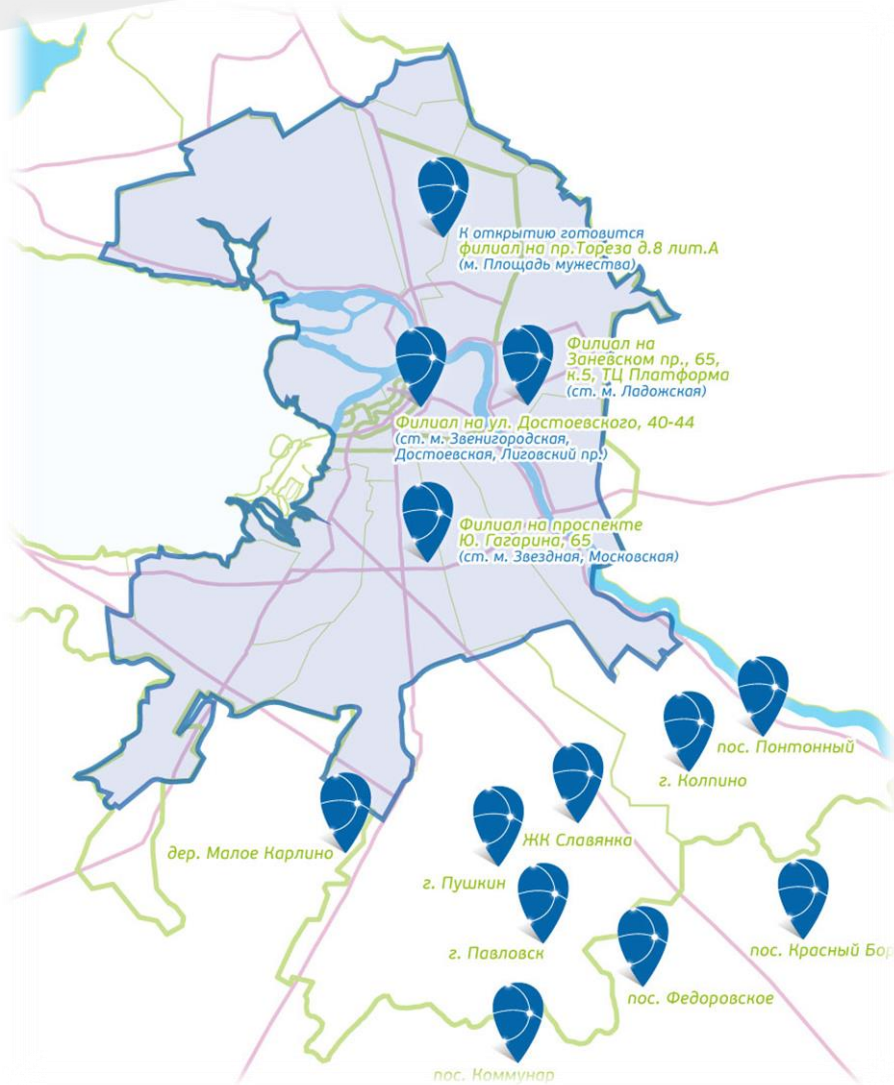 К открытию готовится
филиал на пр.Тореза д.8 лит.А
(м. Площадь мужества)
Филиал на
Заневском пр., 65,
к.5, ТЦ Платформа
(ст. м. Ладожская)
Филиал на ул. Достоевского, 40-44
(ст. м. Звенигородская,
Достоевская, Лиговский пр.)
Филиал на проспекте
Ю. Гагарина, 65
(ст. м. Звездная, Московская)
пос. Понтонный
г. Колпино
ЖК Славянка
дер. Малое Карлино
г. Пушкин
г. Павловск
пос. Красный Бор
пос. Федоровское
пос. Коммунар